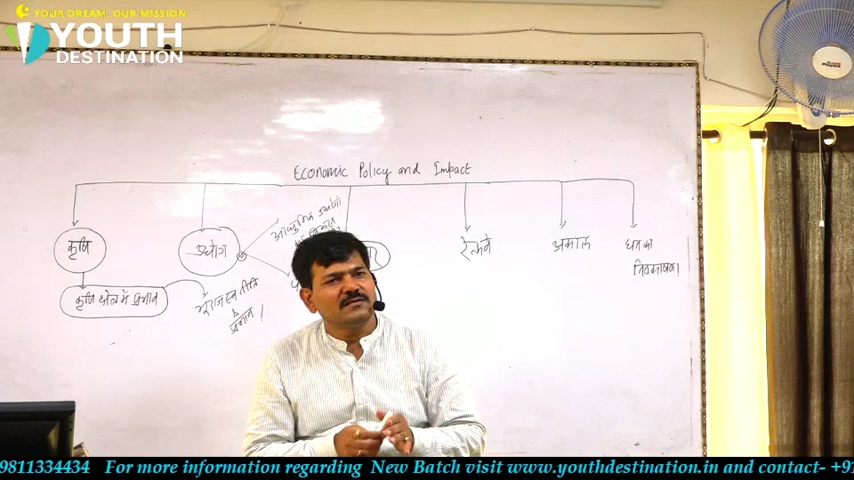 YOUR DREAM, OUR MISSION
YOUTH
DESTINATION
Economic Policy and Impact
कृषि
उद्योग
रेल्वे
अकाल
धन का
निष्कासन।
कृषि क्षेत्र में प्रभाव
प्रभाव!
9811334434 For more information regarding New Batch visit www.youthdestination.in and contact- +91